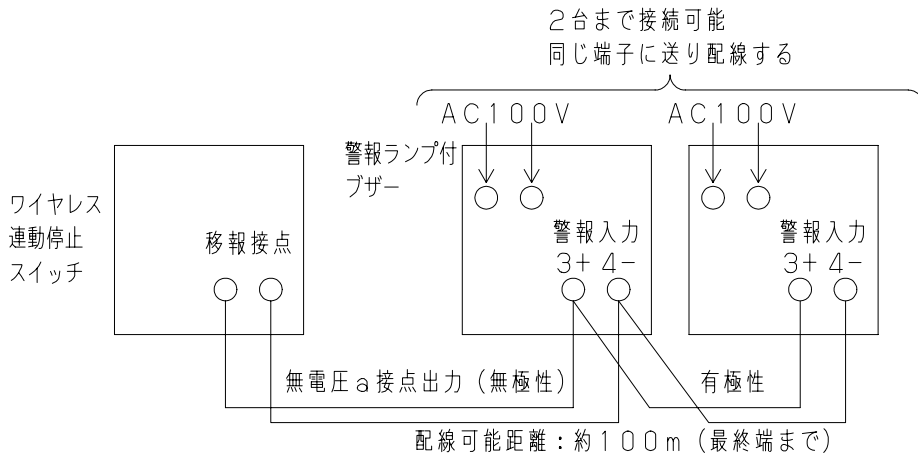 ２台まで接続可能
同じ端子に送り配線する
ＡＣ１００Ｖ
ＡＣ１００Ｖ
警報ランプ付
ブザー
ワイヤレス
連動停止
スイッチ
移報接点
警報入力
３＋ ４－
警報入力
３＋ ４－
無電圧ａ接点出力（無極性）
有極性
配線可能距離：約１００ｍ（最終端まで）